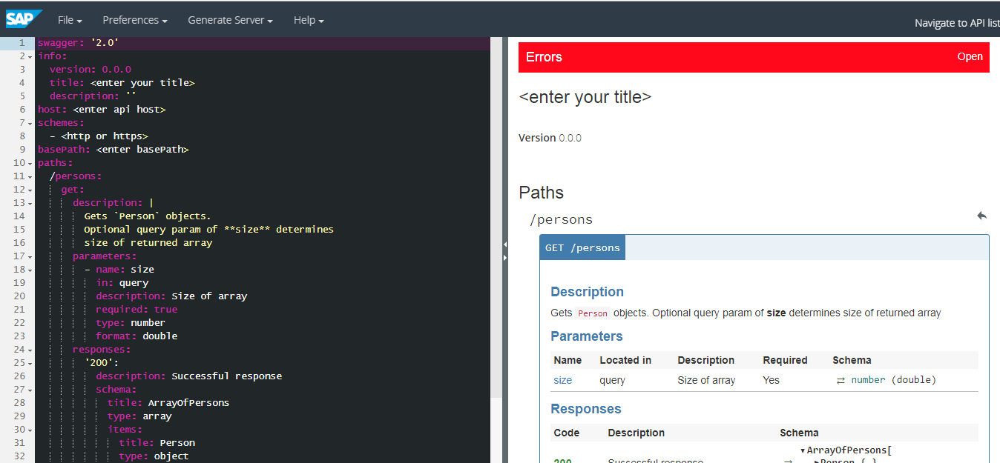 SAP File Preferences Generate Server Help Navigate to API list
1 swagger: '2.0'
2 info:
3 version: 0.0.0
4 title: <enter your title>
5 description: ''
6 host: <enter api host>
7 schemes:
8 - <http or https>
9 basePath: <enter basePath>
10 paths:
11 /persons:
12 get:
13 description: |
14 Gets `Person` objects.
15 Optional query param of **size** determines
16 size of returned array
17 parameters:
18 - name: size
19 in: query
20 description: Size of array
21 required: true
22 type: number
23 format: double
24 responses:
25 '200':
26 description: Successful response
27 schema:
28 title: ArrayOfPersons
29 type: array
30 items:
31 title: Person
32 type: object
Errors Open
<enter your title>
Version 0.0.0
Paths
/persons
GET /persons
Description
Gets Person objects. Optional query param of size determines size of returned array
Parameters
Name Located in Description Required Schema
size query Size of array Yes ⇄ number (double)
Responses
Code Description Schema
▾ArrayOfPersons[
200 Successful response ▸Person { }